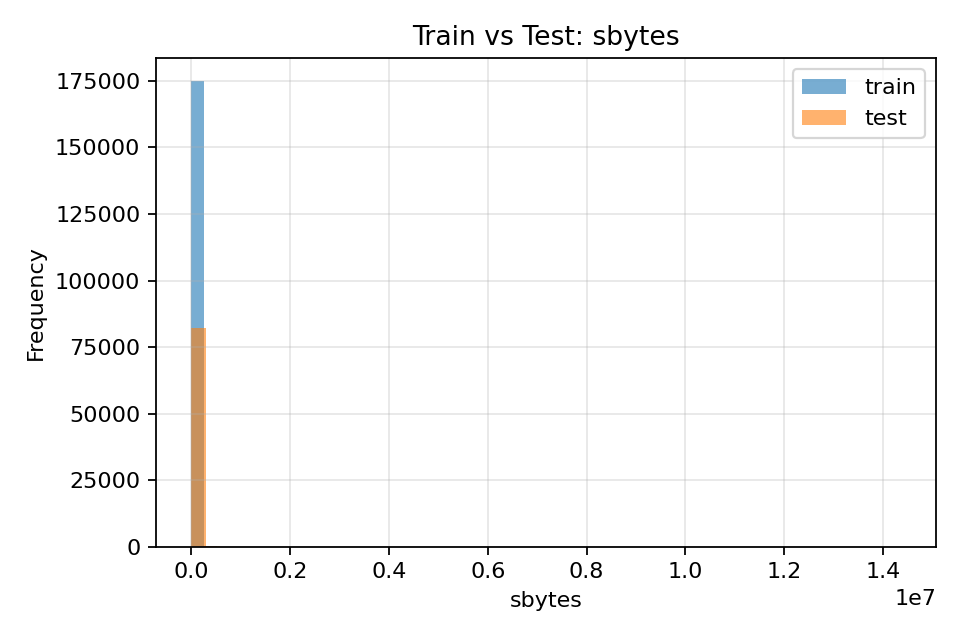 Train vs Test: sbytes
train
test
Frequency
175000
150000
125000
100000
75000
50000
25000
0
0.0 0.2 0.4 0.6 0.8 1.0 1.2 1.4
1e7
sbytes